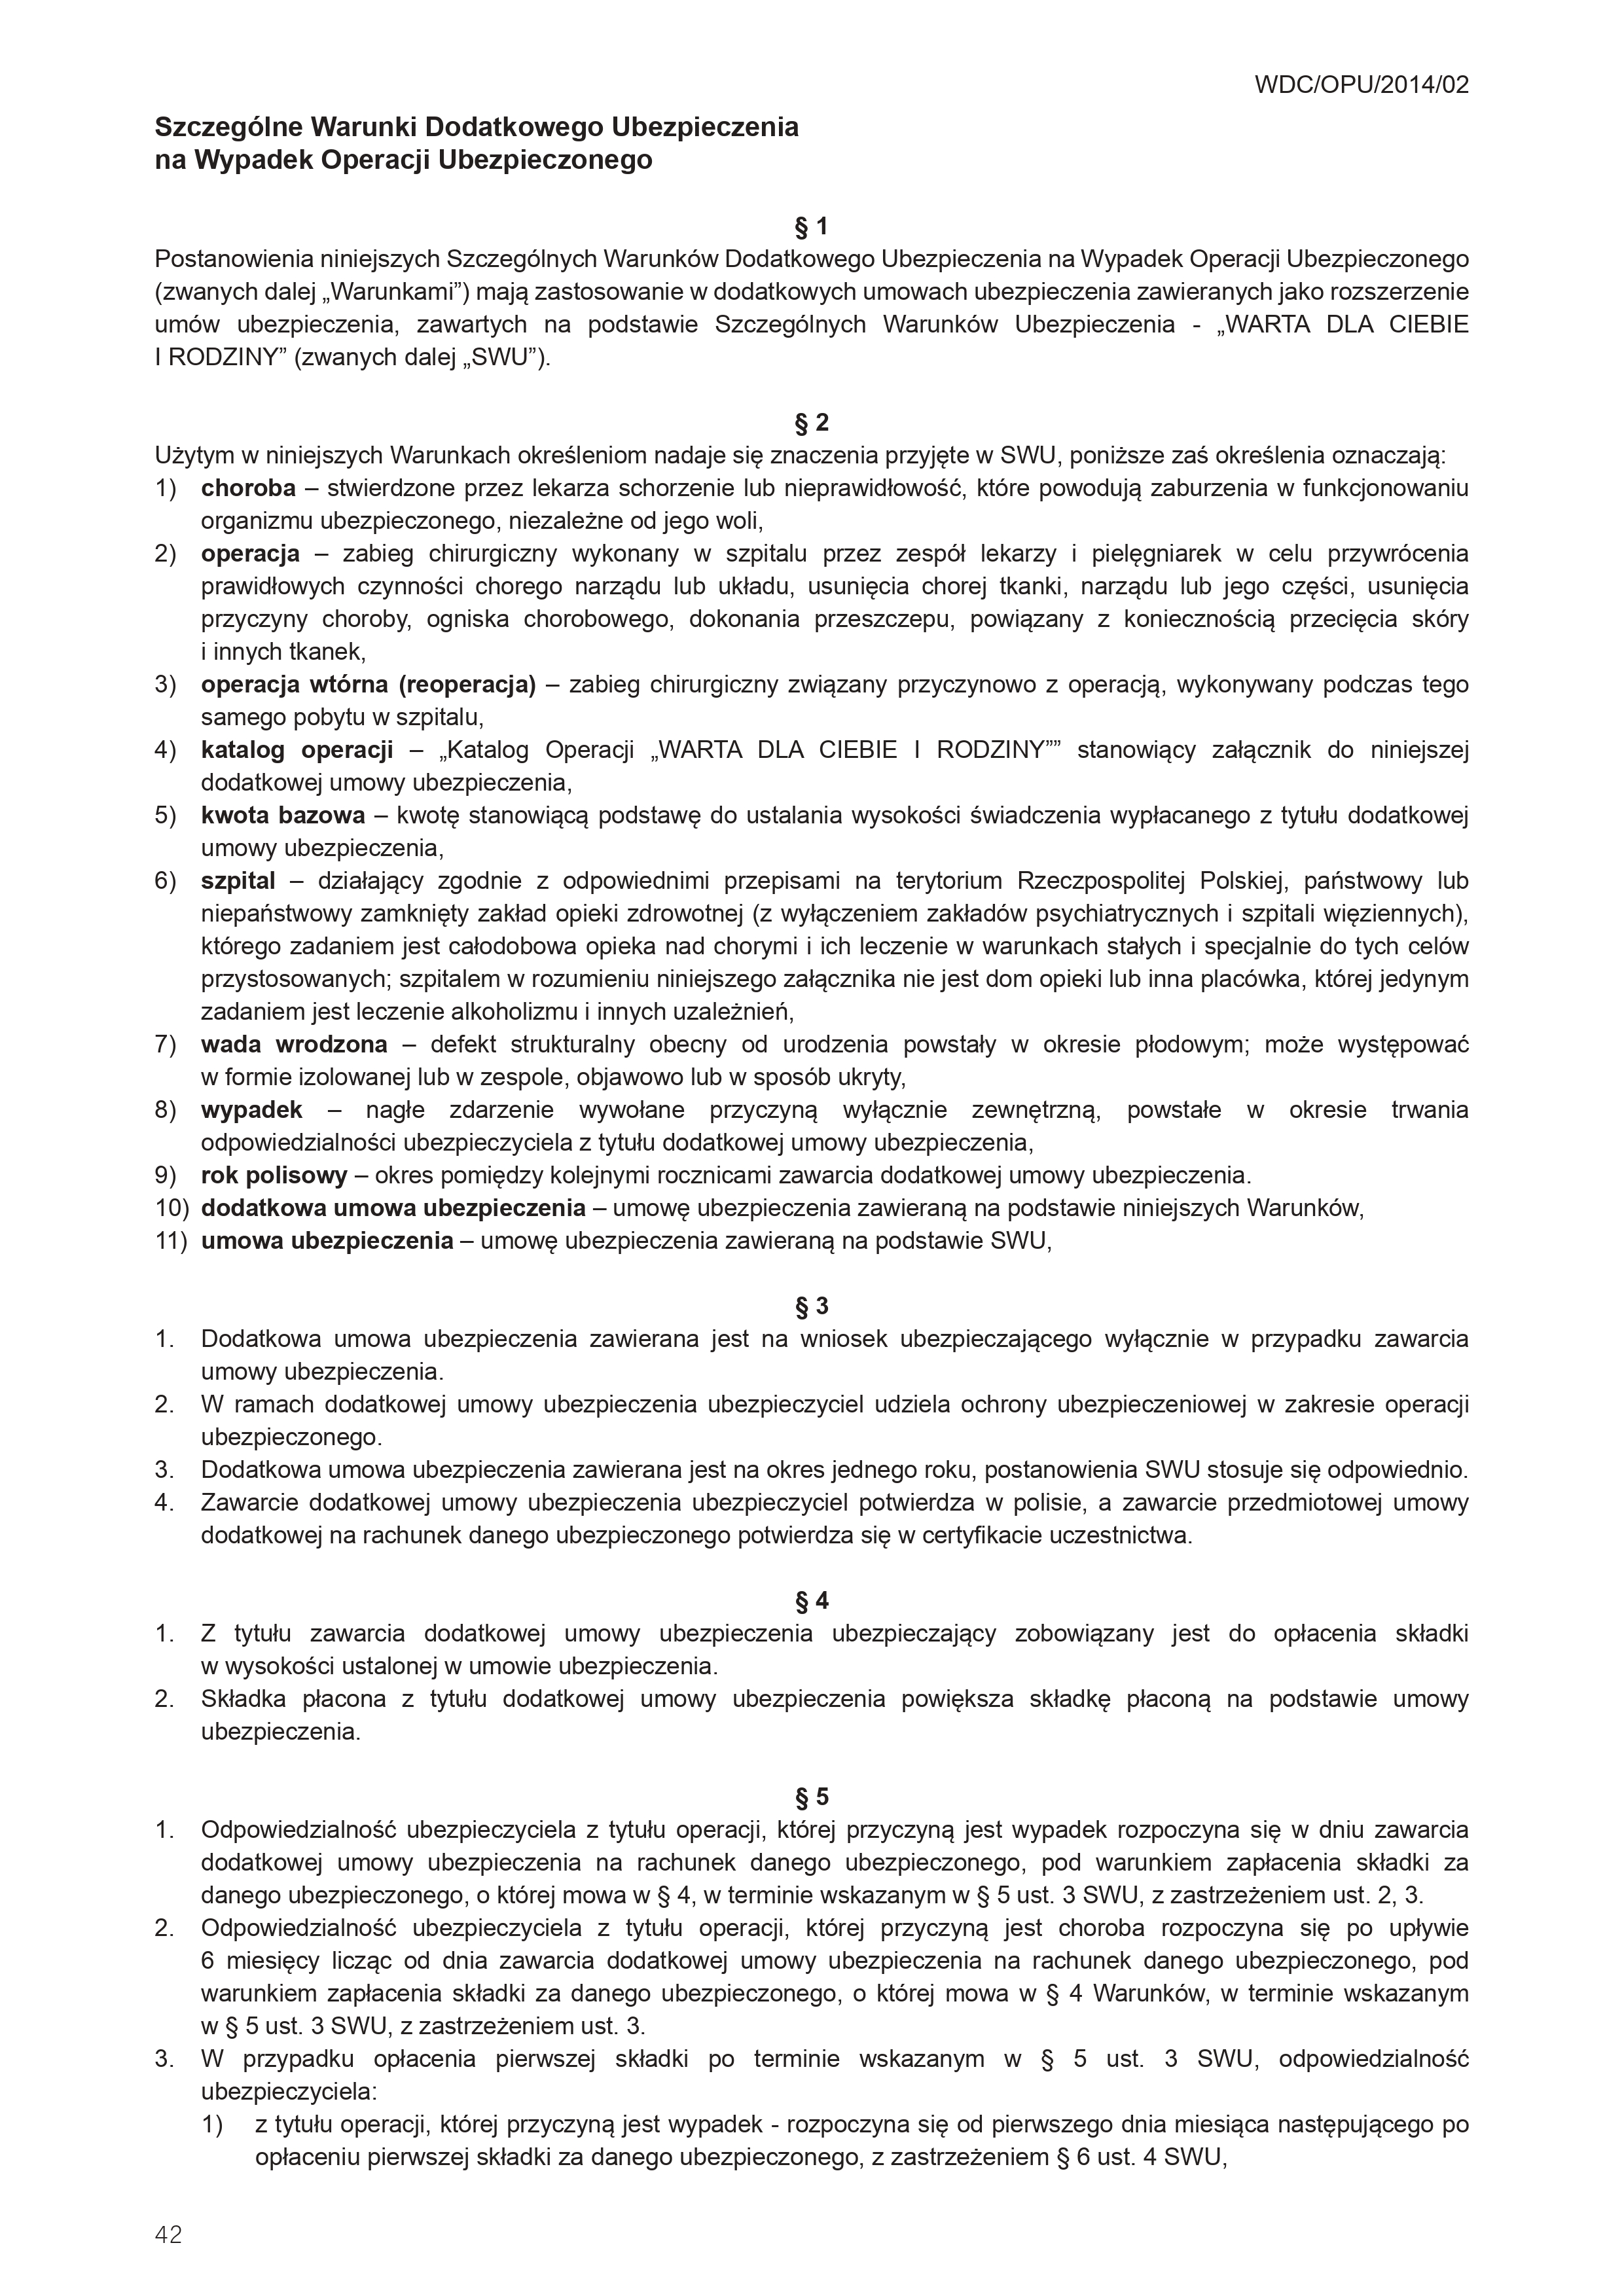 WDC/OPU/2014/02
Szczególne Warunki Dodatkowego Ubezpieczenia
na Wypadek Operacji Ubezpieczonego
§ 1
Postanowienia niniejszych Szczególnych Warunków Dodatkowego Ubezpieczenia na Wypadek Operacji Ubezpieczonego
(zwanych dalej „Warunkami”) mają zastosowanie w dodatkowych umowach ubezpieczenia zawieranych jako rozszerzenie
umów ubezpieczenia, zawartych na podstawie Szczególnych Warunków Ubezpieczenia - „WARTA DLA CIEBIE
I RODZINY” (zwanych dalej „SWU”).
§ 2
Użytym w niniejszych Warunkach określeniom nadaje się znaczenia przyjęte w SWU, poniższe zaś określenia oznaczają:
1) choroba – stwierdzone przez lekarza schorzenie lub nieprawidłowość, które powodują zaburzenia w funkcjonowaniu
organizmu ubezpieczonego, niezależne od jego woli,
2) operacja – zabieg chirurgiczny wykonany w szpitalu przez zespół lekarzy i pielęgniarek w celu przywrócenia
prawidłowych czynności chorego narządu lub układu, usunięcia chorej tkanki, narządu lub jego części, usunięcia
przyczyny choroby, ogniska chorobowego, dokonania przeszczepu, powiązany z koniecznością przecięcia skóry
i innych tkanek,
3) operacja wtórna (reoperacja) – zabieg chirurgiczny związany przyczynowo z operacją, wykonywany podczas tego
samego pobytu w szpitalu,
4) katalog operacji – „Katalog Operacji „WARTA DLA CIEBIE I RODZINY”” stanowiący załącznik do niniejszej
dodatkowej umowy ubezpieczenia,
5) kwota bazowa – kwotę stanowiącą podstawę do ustalania wysokości świadczenia wypłacanego z tytułu dodatkowej
umowy ubezpieczenia,
6) szpital – działający zgodnie z odpowiednimi przepisami na terytorium Rzeczpospolitej Polskiej, państwowy lub
niepaństwowy zamknięty zakład opieki zdrowotnej (z wyłączeniem zakładów psychiatrycznych i szpitali więziennych),
którego zadaniem jest całodobowa opieka nad chorymi i ich leczenie w warunkach stałych i specjalnie do tych celów
przystosowanych; szpitalem w rozumieniu niniejszego załącznika nie jest dom opieki lub inna placówka, której jedynym
zadaniem jest leczenie alkoholizmu i innych uzależnień,
7) wada wrodzona – defekt strukturalny obecny od urodzenia powstały w okresie płodowym; może występować
w formie izolowanej lub w zespole, objawowo lub w sposób ukryty,
8) wypadek – nagłe zdarzenie wywołane przyczyną wyłącznie zewnętrzną, powstałe w okresie trwania
odpowiedzialności ubezpieczyciela z tytułu dodatkowej umowy ubezpieczenia,
9) rok polisowy – okres pomiędzy kolejnymi rocznicami zawarcia dodatkowej umowy ubezpieczenia.
10) dodatkowa umowa ubezpieczenia – umowę ubezpieczenia zawieraną na podstawie niniejszych Warunków,
11) umowa ubezpieczenia – umowę ubezpieczenia zawieraną na podstawie SWU,
§ 3
1. Dodatkowa umowa ubezpieczenia zawierana jest na wniosek ubezpieczającego wyłącznie w przypadku zawarcia
umowy ubezpieczenia.
2. W ramach dodatkowej umowy ubezpieczenia ubezpieczyciel udziela ochrony ubezpieczeniowej w zakresie operacji
ubezpieczonego.
3. Dodatkowa umowa ubezpieczenia zawierana jest na okres jednego roku, postanowienia SWU stosuje się odpowiednio.
4. Zawarcie dodatkowej umowy ubezpieczenia ubezpieczyciel potwierdza w polisie, a zawarcie przedmiotowej umowy
dodatkowej na rachunek danego ubezpieczonego potwierdza się w certyfikacie uczestnictwa.
§ 4
1. Z tytułu zawarcia dodatkowej umowy ubezpieczenia ubezpieczający zobowiązany jest do opłacenia składki
w wysokości ustalonej w umowie ubezpieczenia.
2. Składka płacona z tytułu dodatkowej umowy ubezpieczenia powiększa składkę płaconą na podstawie umowy
ubezpieczenia.
§ 5
1. Odpowiedzialność ubezpieczyciela z tytułu operacji, której przyczyną jest wypadek rozpoczyna się w dniu zawarcia
dodatkowej umowy ubezpieczenia na rachunek danego ubezpieczonego, pod warunkiem zapłacenia składki za
danego ubezpieczonego, o której mowa w § 4, w terminie wskazanym w § 5 ust. 3 SWU, z zastrzeżeniem ust. 2, 3.
2. Odpowiedzialność ubezpieczyciela z tytułu operacji, której przyczyną jest choroba rozpoczyna się po upływie
6 miesięcy licząc od dnia zawarcia dodatkowej umowy ubezpieczenia na rachunek danego ubezpieczonego, pod
warunkiem zapłacenia składki za danego ubezpieczonego, o której mowa w § 4 Warunków, w terminie wskazanym
w § 5 ust. 3 SWU, z zastrzeżeniem ust. 3.
3. W przypadku opłacenia pierwszej składki po terminie wskazanym w § 5 ust. 3 SWU, odpowiedzialność
ubezpieczyciela:
1) z tytułu operacji, której przyczyną jest wypadek - rozpoczyna się od pierwszego dnia miesiąca następującego po
opłaceniu pierwszej składki za danego ubezpieczonego, z zastrzeżeniem § 6 ust. 4 SWU,
42